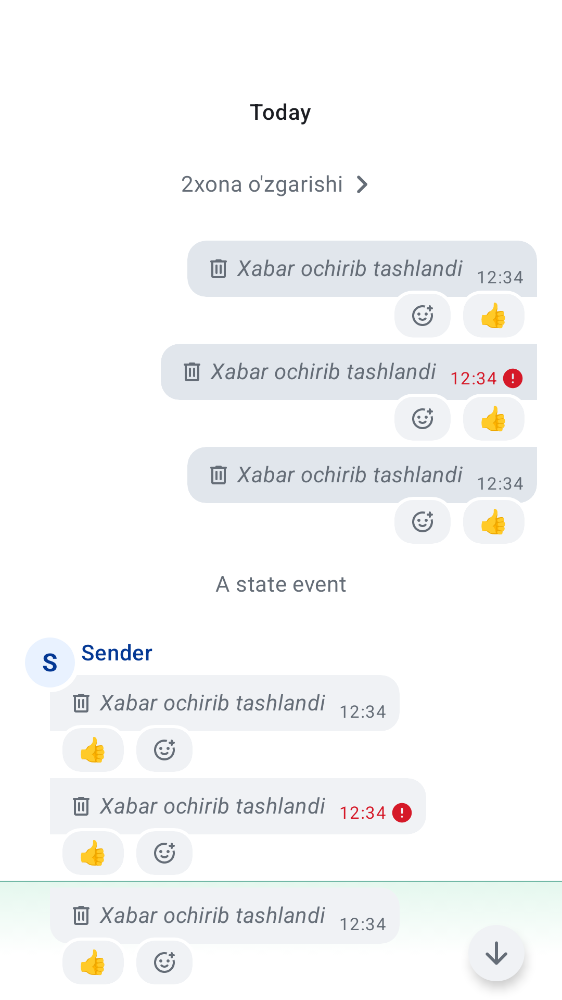 Today
2xona o'zgarishi
Xabar ochirib tashlandi 12:34
👍
Xabar ochirib tashlandi 12:34
👍
Xabar ochirib tashlandi 12:34
👍
A state event
S Sender
Xabar ochirib tashlandi 12:34
👍
Xabar ochirib tashlandi 12:34
👍
Xabar ochirib tashlandi 12:34
👍